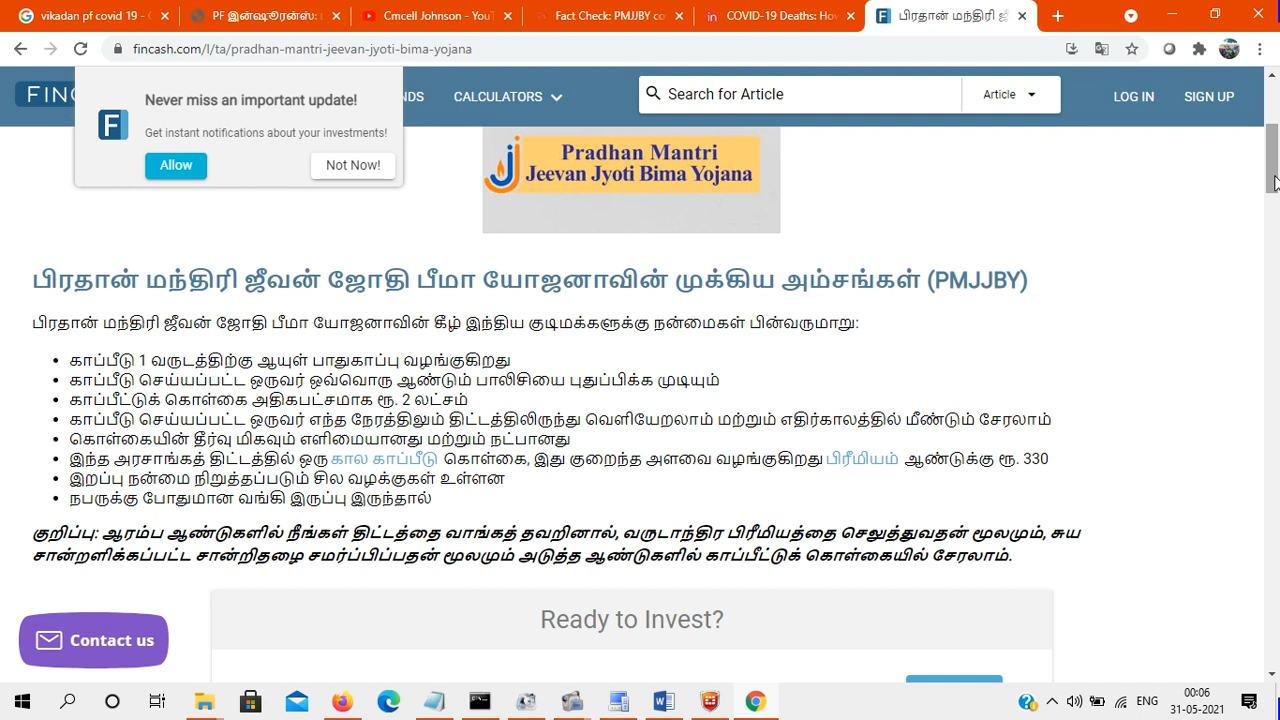 vikadan pf covid 19 -
PF இன்ஷூரன்ஸ்:
Cmcell Johnson - YouT
Fact Check: PMJJBY co
COVID-19 Deaths: How
பிரதான் மந்திரி ஜீ
fincash.com/l/ta/pradhan-mantri-jeevan-jyoti-bima-yojana
FINC
NDS
CALCULATORS
Search for Article
Article
LOG IN
SIGN UP
Never miss an important update!
Get instant notifications about your investments!
Allow
Not Now!
Pradhan Mantri
Jeevan Jyoti Bima Yojana
பிரதான் மந்திரி ஜீவன் ஜோதி பீமா யோஜனாவின் முக்கிய அம்சங்கள் (PMJJBY)
பிரதான் மந்திரி ஜீவன் ஜோதி பீமா யோஜனாவின் கீழ் இந்திய குடிமக்களுக்கு நன்மைகள் பின்வருமாறு:
• காப்பீடு 1 வருடத்திற்கு ஆயுள் பாதுகாப்பு வழங்குகிறது
• காப்பீடு செய்யப்பட்ட ஒருவர் ஒவ்வொரு ஆண்டும் பாலிசியை புதுப்பிக்க முடியும்
• காப்பீட்டுக் கொள்கை அதிகபட்சமாக ரூ. 2 லட்சம்
• காப்பீடு செய்யப்பட்ட ஒருவர் எந்த நேரத்திலும் திட்டத்திலிருந்து வெளியேறலாம் மற்றும் எதிர்காலத்தில் மீண்டும் சேரலாம்
• கொள்கையின் தீர்வு மிகவும் எளிமையானது மற்றும் நட்பானது
• இந்த அரசாங்கத் திட்டத்தில் ஒரு கால காப்பீடு கொள்கை, இது குறைந்த அளவை வழங்குகிறது பிரீமியம் ஆண்டுக்கு ரூ. 330
• இறப்பு நன்மை நிறுத்தப்படும் சில வழக்குகள் உள்ளன
• நபருக்கு போதுமான வங்கி இருப்பு இருந்தால்
குறிப்பு: ஆரம்ப ஆண்டுகளில் நீங்கள் திட்டத்தை வாங்கத் தவறினால், வருடாந்திர பிரீமியத்தை செலுத்துவதன் மூலமும், சுய
சான்றளிக்கப்பட்ட சான்றிதழை சமர்ப்பிப்பதன் மூலமும் அடுத்த ஆண்டுகளில் காப்பீட்டுக் கொள்கையில் சேரலாம்.
Ready to Invest?
Contact us
ENG
00:06
31-05-2021